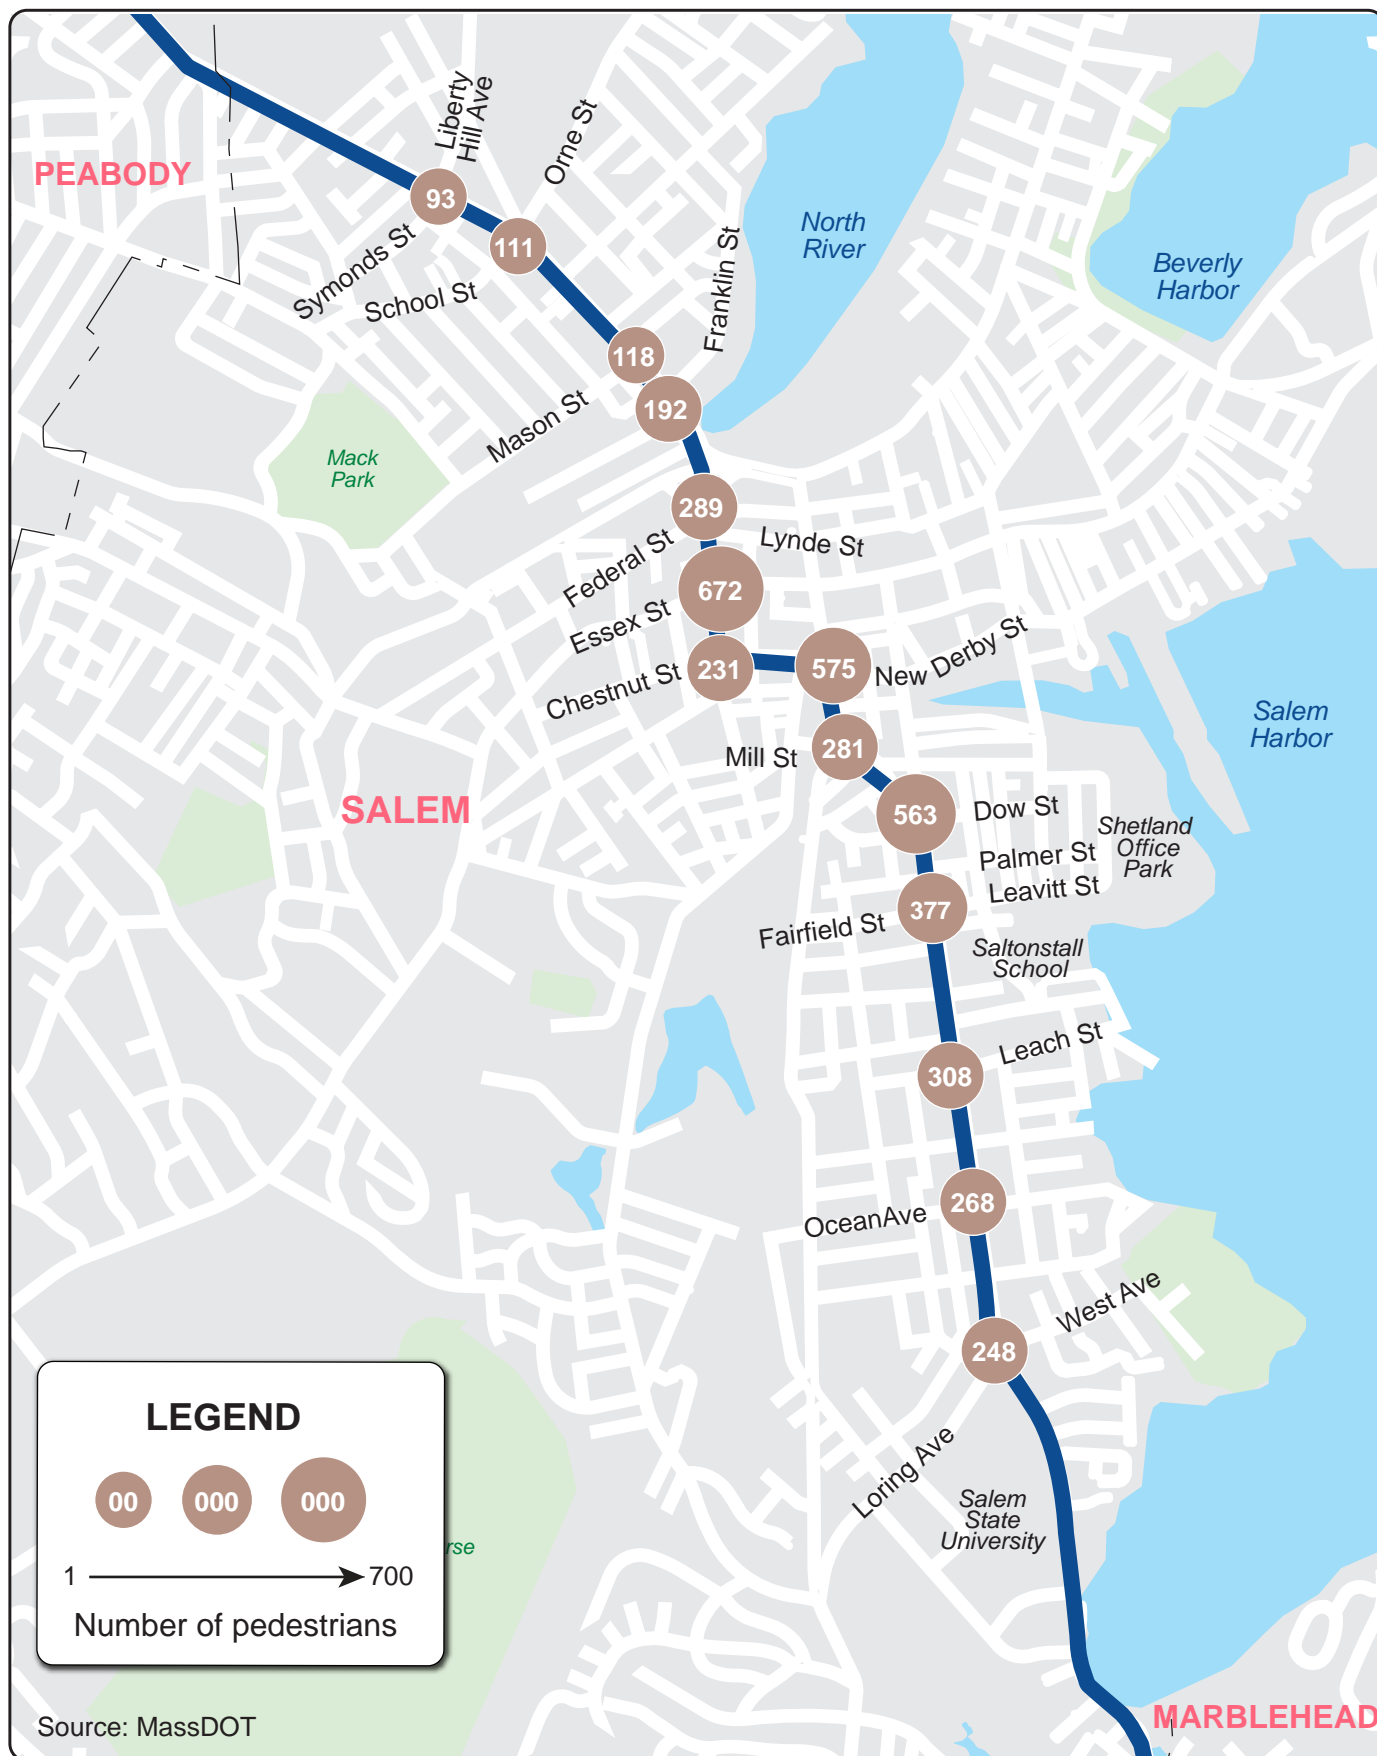 Liberty
Hill Ave
Orne St
PEABODY
93
North
River
111
Symonds St
Franklin St
Beverly
Harbor
School St
118
192
Mason St
Mack
Park
289
Lynde St
Federal St
672
Essex St
New Derby St
231
575
Chestnut St
Salem
Harbor
Mill St
281
SALEM
563
Dow St
Shetland
Office
Park
Palmer St
Leavitt St
377
Fairfield St
Saltonstall
School
Leach St
308
268
OceanAve
West Ave
248
Loring Ave
Salem
State
University
LEGEND
00 000 000
rse
1 700
Number of pedestrians
Source: MassDOT
MARBLEHEAD